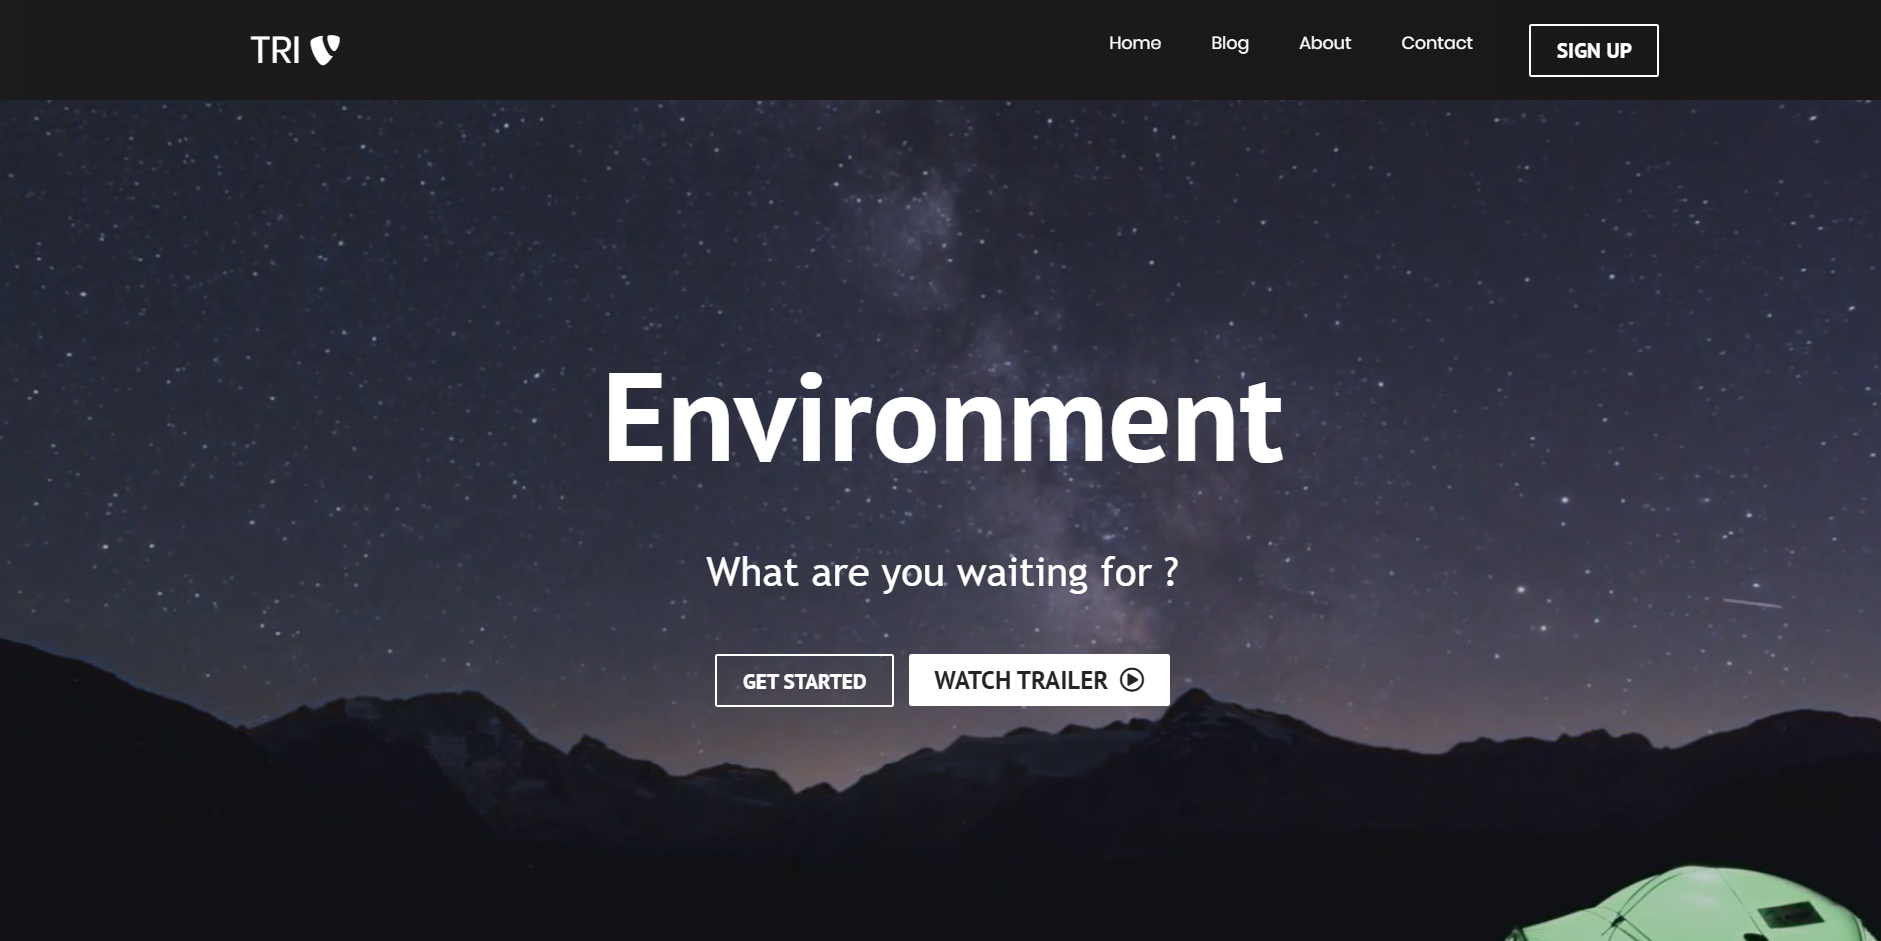 TRI
Home Blog About Contact SIGN UP
Environment
What are you waiting for ?
GET STARTED WATCH TRAILER